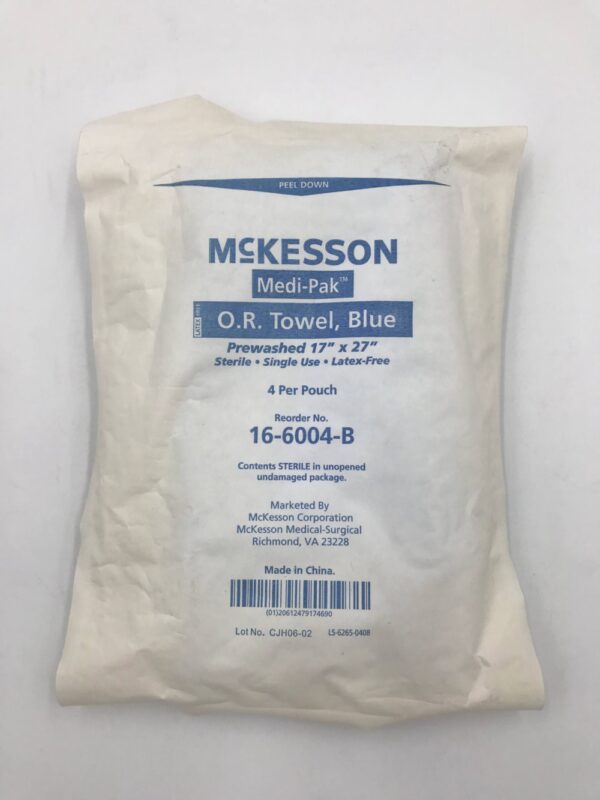 PEEL DOWN
McKESSON
Medi-Pak™
LATEX FREE
O.R. Towel, Blue
Prewashed 17" x 27"
Sterile • Single Use • Latex-Free
4 Per Pouch
Reorder No.
16-6004-B
Contents STERILE in unopened
undamaged package.
Marketed By
McKesson Corporation
McKesson Medical-Surgical
Richmond, VA 23228
Made in China.
(01)20612479174690
Lot No. CJH06-02 LS-6265-0408